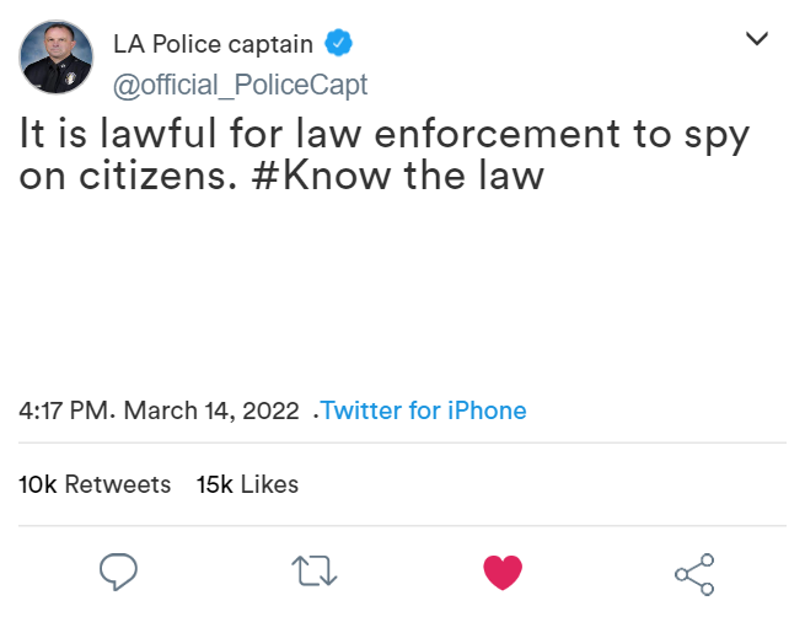 LA Police captain
@official_PoliceCapt
It is lawful for law enforcement to spy
on citizens. #Know the law
4:17 PM. March 14, 2022 .Twitter for iPhone
10k Retweets 15k Likes